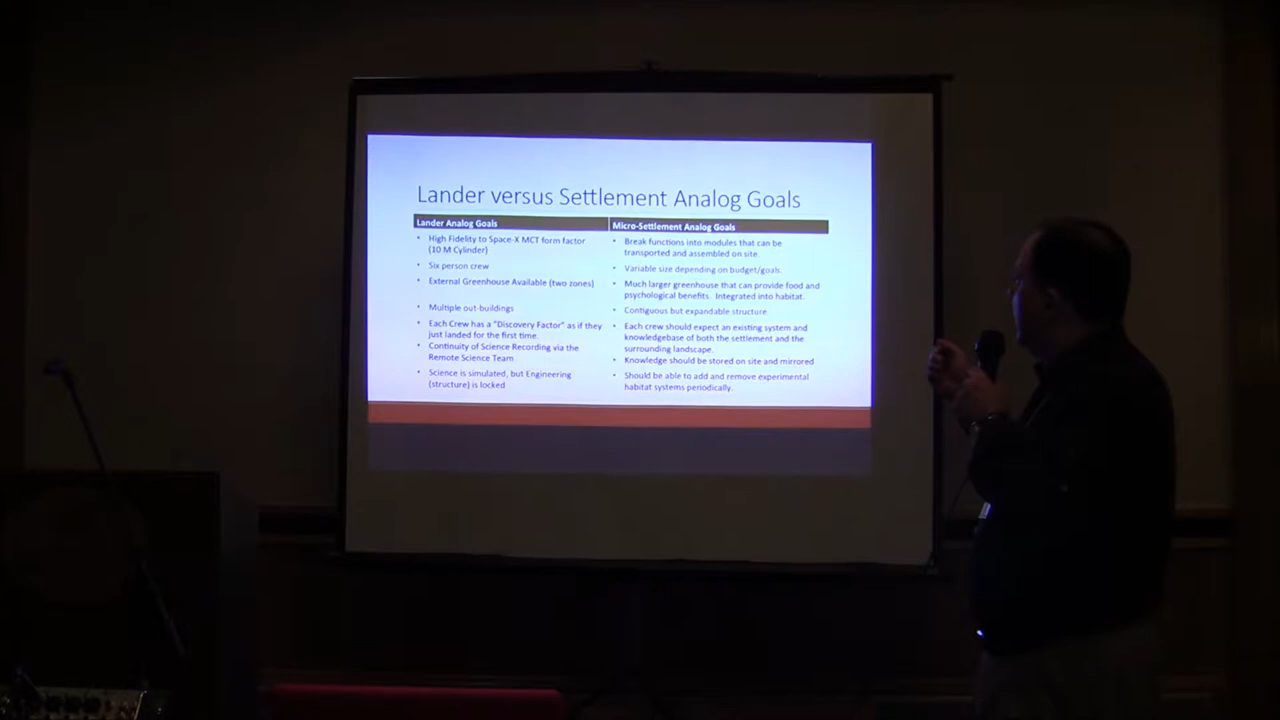 Lander versus Settlement Analog Goals
Lander Analog Goals
• High Fidelity to Space-X MCT form factor
(10 M Cylinder)
• Six person crew
• External Greenhouse Available (two zones)
• Multiple out-buildings
• Each Crew has a "Discovery Factor" as if they
just landed for the first time.
• Continuity of Science Recording via the
Remote Science Team
• Science is simulated, but Engineering
(structure) is locked
Micro-Settlement Analog Goals
• Break functions into modules that can be
transported and assembled on site.
• Variable size depending on budget/goals.
• Much larger greenhouse that can provide food and
psychological benefits. Integrated into habitat.
• Contiguous but expandable structure
• Each crew should expect an existing system and
knowledgebase of both the settlement and the
surrounding landscape.
• Knowledge should be stored on site and mirrored
• Should be able to add and remove experimental
habitat systems periodically.